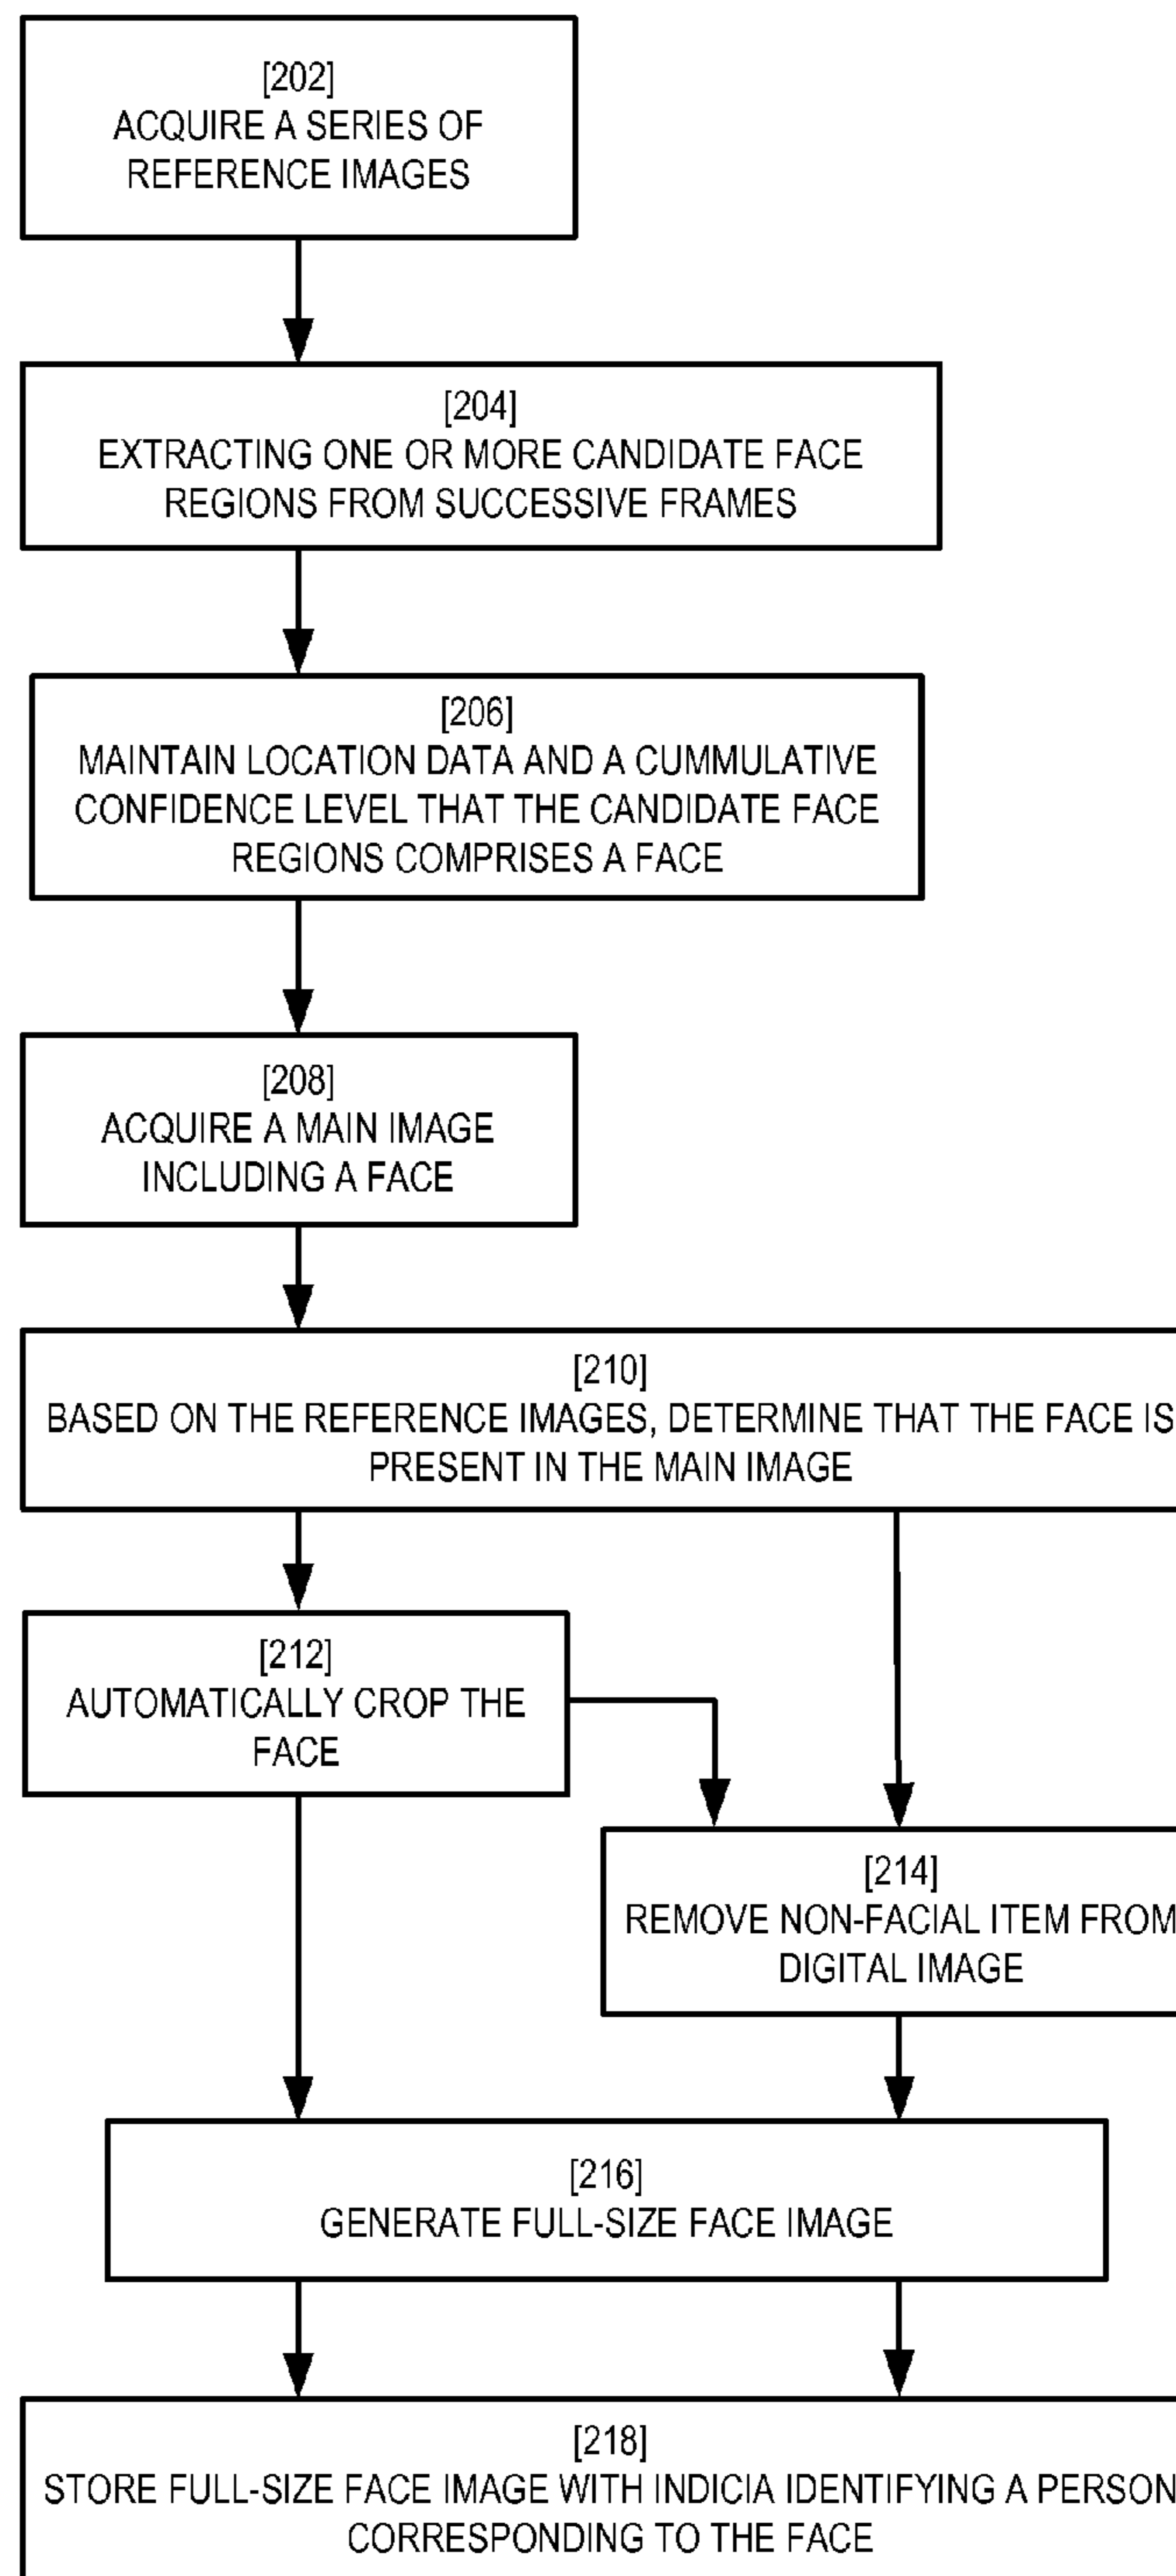 [202]
ACQUIRE A SERIES OF
REFERENCE IMAGES
[204]
EXTRACTING ONE OR MORE CANDIDATE FACE
REGIONS FROM SUCCESSIVE FRAMES
[206]
MAINTAIN LOCATION DATA AND A CUMMULATIVE
CONFIDENCE LEVEL THAT THE CANDIDATE FACE
REGIONS COMPRISES A FACE
[208]
ACQUIRE A MAIN IMAGE
INCLUDING A FACE
[210]
BASED ON THE REFERENCE IMAGES, DETERMINE THAT THE FACE IS
PRESENT IN THE MAIN IMAGE
[212]
AUTOMATICALLY CROP THE
FACE
[214]
REMOVE NON-FACIAL ITEM FROM
DIGITAL IMAGE
[216]
GENERATE FULL-SIZE FACE IMAGE
[218]
STORE FULL-SIZE FACE IMAGE WITH INDICIA IDENTIFYING A PERSON
CORRESPONDING TO THE FACE